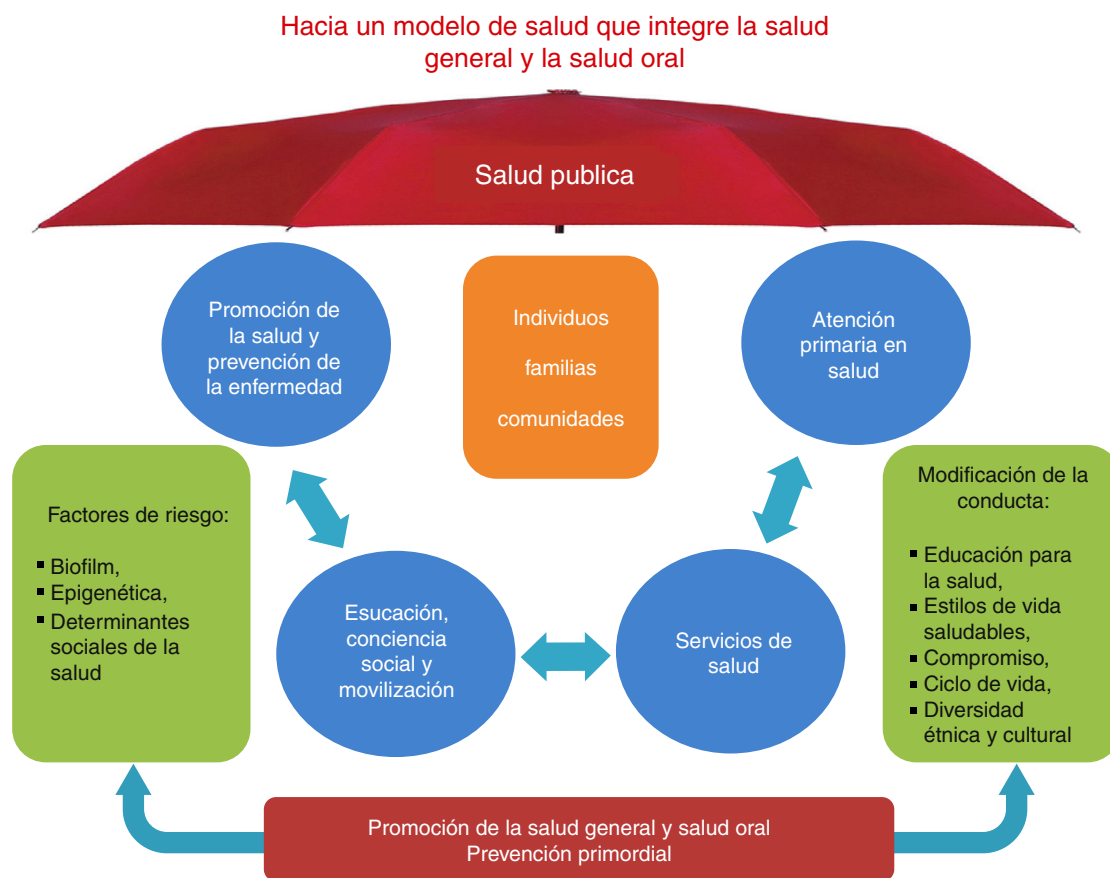 Hacia un modelo de salud que integre la salud
general y la salud oral
Salud publica
Promoción de
la salud y
prevención de
la enfermedad
Individuos
familias
comunidades
Atención
primaria en
salud
Factores de riesgo:
▪ Biofilm,
▪ Epigenética,
▪ Determinantes
sociales de la
salud
Esucación,
conciencia
social y
movilización
Servicios de
salud
Modificación de la
conducta:
▪ Educación para
la salud,
▪ Estilos de vida
saludables,
▪ Compromiso,
▪ Ciclo de vida,
▪ Diversidad
étnica y cultural
Promoción de la salud general y salud oral
Prevención primordial